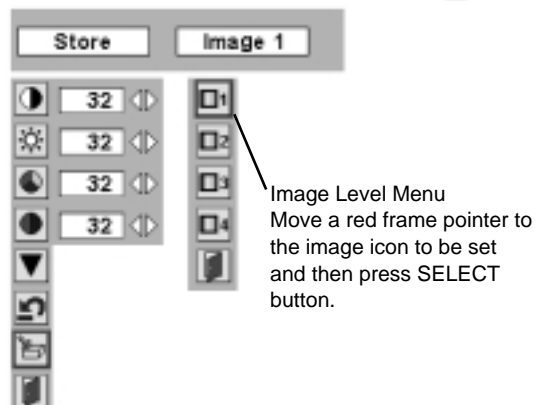 Store Image 1
32 1
32 2
32 3
32 4
Image Level Menu
Move a red frame pointer to
the image icon to be set
and then press SELECT
button.